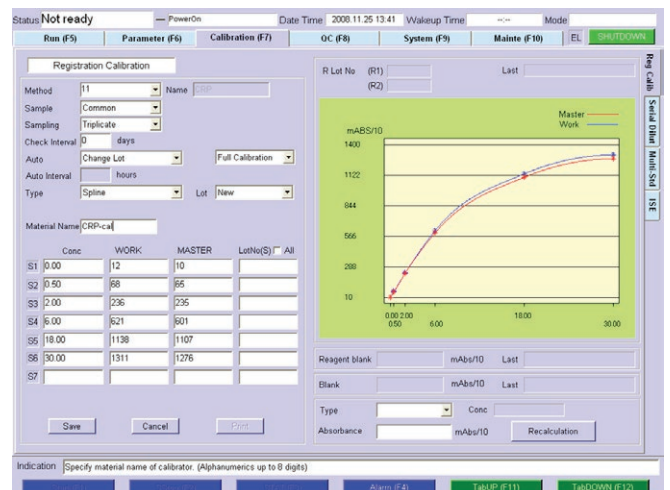 Status Not ready — PowerOn Date Time 2008.11.25 13:41 Wakeup Time --:-- Mode
Run (F5) Parameter (F6) Calibration (F7) QC (F8) System (F9) Mainte (F10) EL SHUTDOWN
Registration Calibration
Method 11 Name CRP
Sample Common
Sampling Triplicate
Check Interval 0 days
Auto Change Lot Full Calibration
Auto Interval hours
Type Spline Lot New
Material Name CRP-cal
Conc WORK MASTER LotNo(S) All
S1 0.00 12 10
S2 0.50 68 65
S3 2.00 236 235
S4 6.00 621 601
S5 18.00 1138 1107
S6 30.00 1311 1276
S7
Save Cancel Print
R Lot No (R1) Last
(R2)
Master
Work
mABS/10
1400
1122
844
566
288
10
0.00 2.00 18.00
0.50 6.00 30.00
Reagent blank mAbs/10 Last
Blank mAbs/10 Last
Type Conc
Absorbance mAbs/10 Recalculation
Reg Calib
Serial Dilut
Multi-Std
ISE
Indication Specify material name of calibrator. (Alphanumerics up to 8 digits)
Alarm (F4) TabUP (F11) TabDOWN (F12)